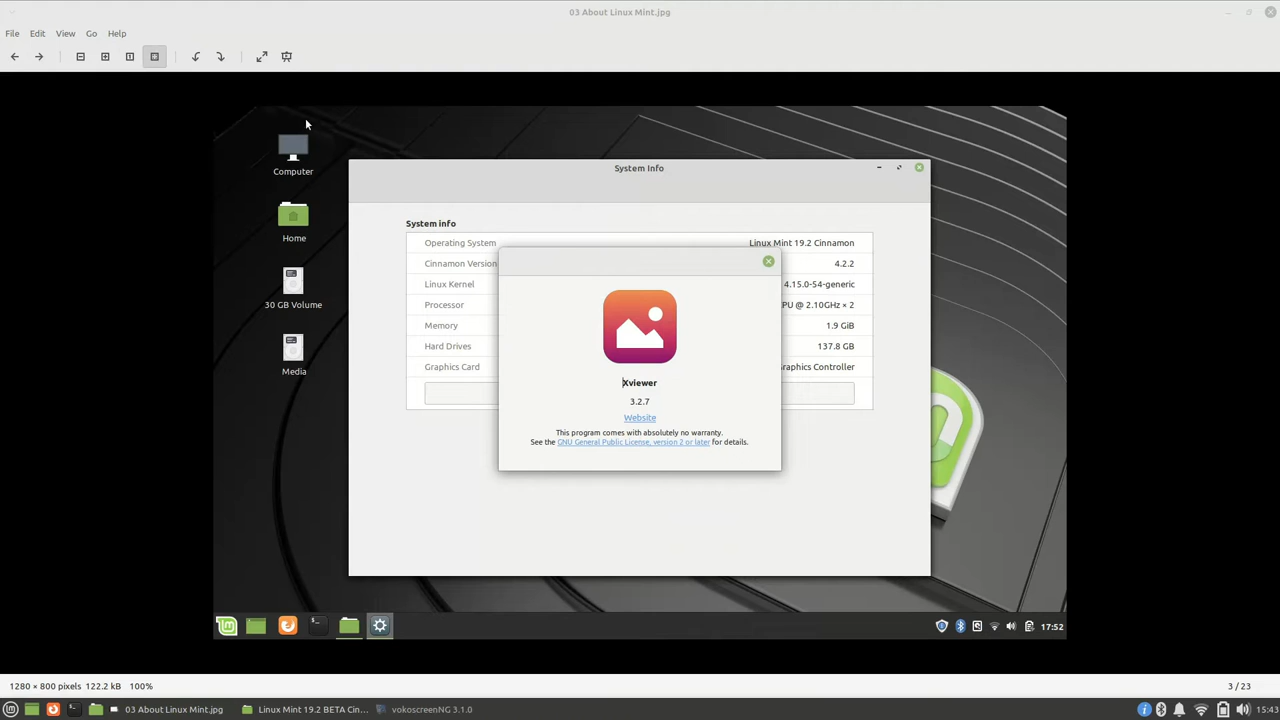 03 About Linux Mint.jpg
File Edit View Go Help
Computer
Home
30 GB Volume
Media
System Info
System info
Operating System Linux Mint 19.2 Cinnamon
Cinnamon Version 4.2.2
Linux Kernel 4.15.0-54-generic
Processor PU @ 2.10GHz × 2
Memory 1.9 GiB
Hard Drives 137.8 GB
Graphics Card Graphics Controller
Xviewer
3.2.7
Website
This program comes with absolutely no warranty.
See the GNU General Public License, version 2 or later for details.
17:52
1280 × 800 pixels 122.2 kB 100% 3 / 23
03 About Linux Mint.jpg Linux Mint 19.2 BETA Cin... vokoscreenNG 3.1.0 15:43